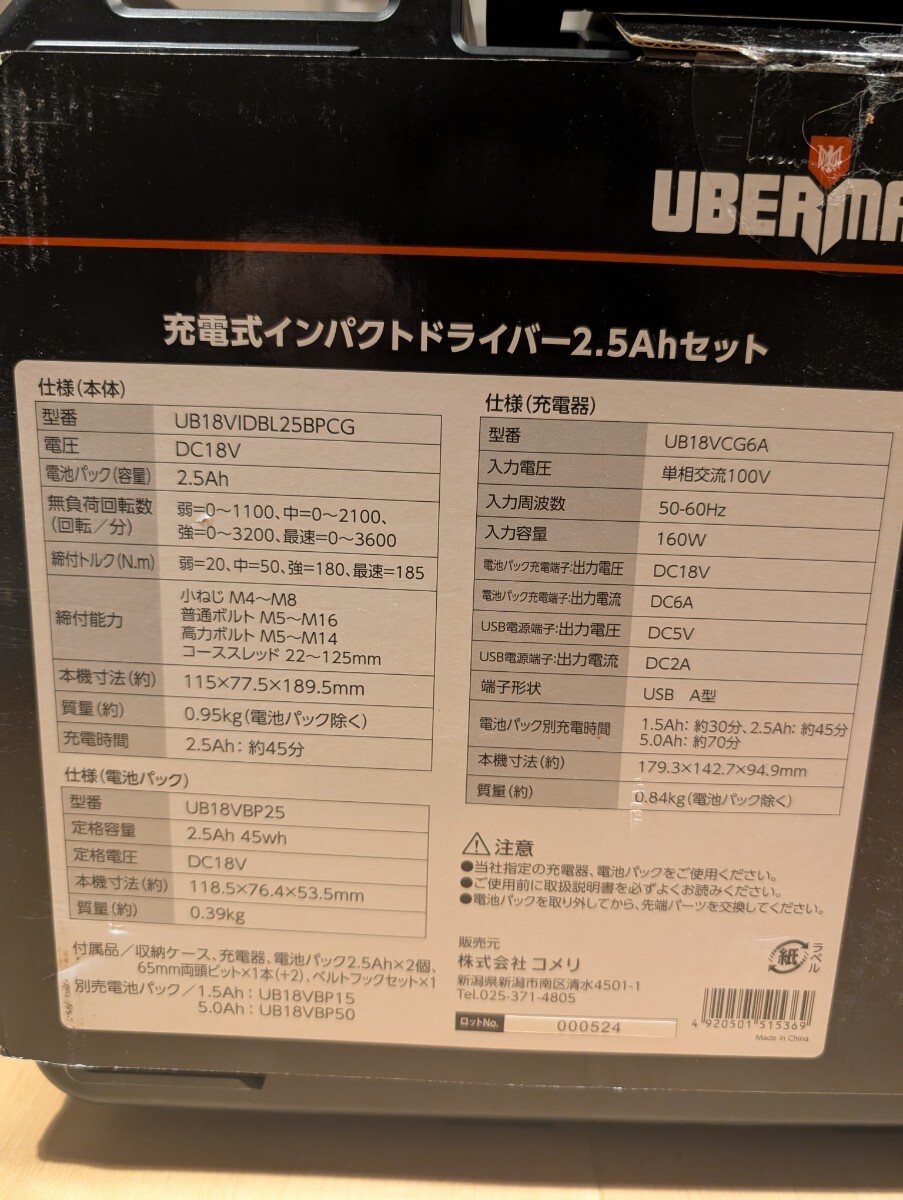 UBERMA
充電式インパクトドライバー2.5Ahセット
仕様(本体)
型番 UB18VIDBL25BPCG
電圧 DC18V
電池パック(容量) 2.5Ah
無負荷回転数(回転/分) 弱=0〜1100、中=0〜2100、
強=0〜3200、最速=0〜3600
締付トルク(N.m) 弱=20、中=50、強=180、最速=185
締付能力 小ねじ M4〜M8
普通ボルト M5〜M16
高力ボルト M5〜M14
コーススレッド 22〜125mm
本機寸法(約) 115×77.5×189.5mm
質量(約) 0.95kg(電池パック除く)
充電時間 2.5Ah：約45分
仕様(電池パック)
型番 UB18VBP25
定格容量 2.5Ah 45wh
定格電圧 DC18V
本機寸法(約) 118.5×76.4×53.5mm
質量(約) 0.39kg
付属品/収納ケース、充電器、電池パック2.5Ah×2個、
65mm両頭ビット×1本(+2)、ベルトフックセット×1
別売電池パック/1.5Ah：UB18VBP15
5.0Ah：UB18VBP50
仕様(充電器)
型番 UB18VCG6A
入力電圧 単相交流100V
入力周波数 50-60Hz
入力容量 160W
電池パック充電端子:出力電圧 DC18V
電池パック充電端子:出力電流 DC6A
USB電源端子:出力電圧 DC5V
USB電源端子:出力電流 DC2A
端子形状 USB A型
電池パック別充電時間 1.5Ah：約30分、2.5Ah：約45分
5.0Ah：約70分
本機寸法(約) 179.3×142.7×94.9mm
質量(約) 0.84kg(電池パック除く)
注意
●当社指定の充電器、電池パックをご使用ください。
●ご使用前に取扱説明書を必ずよくお読みください。
●電池パックを取り外してから、先端パーツを交換してください。
販売元
株式会社 コメリ
新潟県新潟市南区清水4501-1
Tel.025-371-4805
ロットNo. 000524
紙 ラベル
4 920501 515369
Made in China